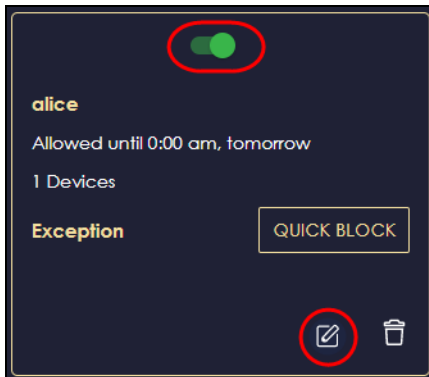 alice
Allowed until 0:00 am, tomorrow
1 Devices
Exception QUICK BLOCK